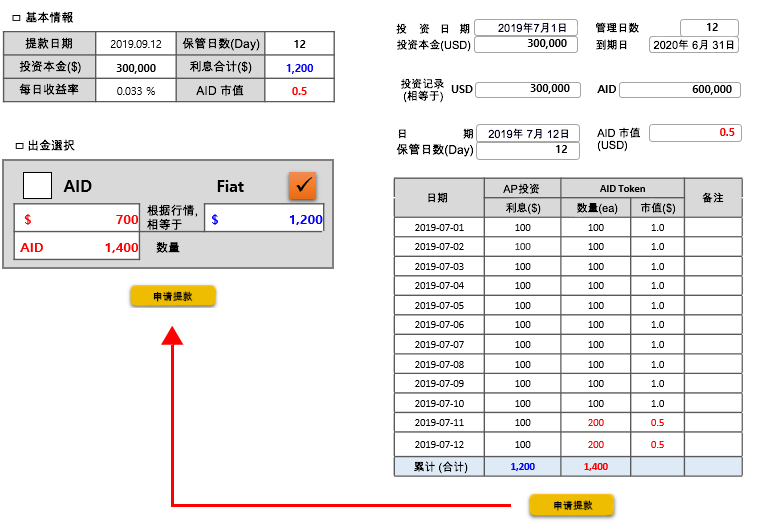 基本情報
提款日期 2019.09.12 保管日数(Day) 12
投资本金($) 300,000 利息合计($) 1,200
每日收益率 0.033 % AID 市值 0.5
出金選択
AID Fiat
$ 700 根据行情, 相等于 $ 1,200
AID 1,400 数量
申请提款
投 资 日 期 2019年7月1日 管理日数 12
投资本金(USD) 300,000 到期日 2020年 6月 31日
投资记录
(相等于) USD 300,000 AID 600,000
日 期 2019年 7月 12日 AID 市值
(USD) 0.5
保管日数(Day) 12
日期 AP投资 AID Token 备注
利息($) 数量(ea) 市值($)
2019-07-01 100 100 1.0
2019-07-02 100 100 1.0
2019-07-03 100 100 1.0
2019-07-04 100 100 1.0
2019-07-05 100 100 1.0
2019-07-06 100 100 1.0
2019-07-07 100 100 1.0
2019-07-08 100 100 1.0
2019-07-09 100 100 1.0
2019-07-10 100 100 1.0
2019-07-11 100 200 0.5
2019-07-12 100 200 0.5
累计 (合计) 1,200 1,400
申请提款